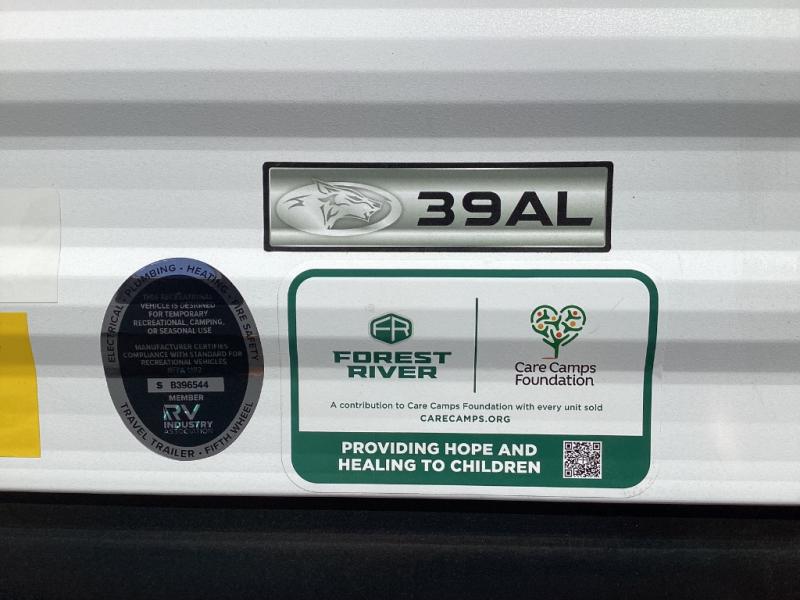 39AL
ELECTRICAL - PLUMBING - HEATING - FIRE SAFETY
THIS RECREATIONAL
VEHICLE IS DESIGNED
FOR TEMPORARY
RECREATIONAL, CAMPING,
OR SEASONAL USE
MANUFACTURER CERTIFIES
COMPLIANCE WITH STANDARD FOR
RECREATIONAL VEHICLES
NFPA 1192
S B396544
MEMBER
RV
INDUSTRY
ASSOCIATION
TRAVEL TRAILER - FIFTH WHEEL
FR
FOREST
RIVER
Care Camps
Foundation
A contribution to Care Camps Foundation with every unit sold
CARECAMPS.ORG
PROVIDING HOPE AND
HEALING TO CHILDREN